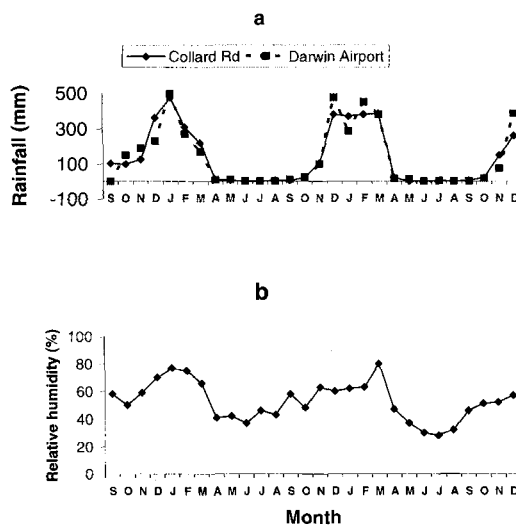 a
Collard Rd Darwin Airport
Rainfall (mm)
500
300
100
-100
S O N D J F M A M J J A S O N D J F M A M J J A S O N D
b
Relative humidity (%)
100
80
60
40
20
0
S O N D J F M A M J J A S O N D J F M A M J J A S O N D
Month